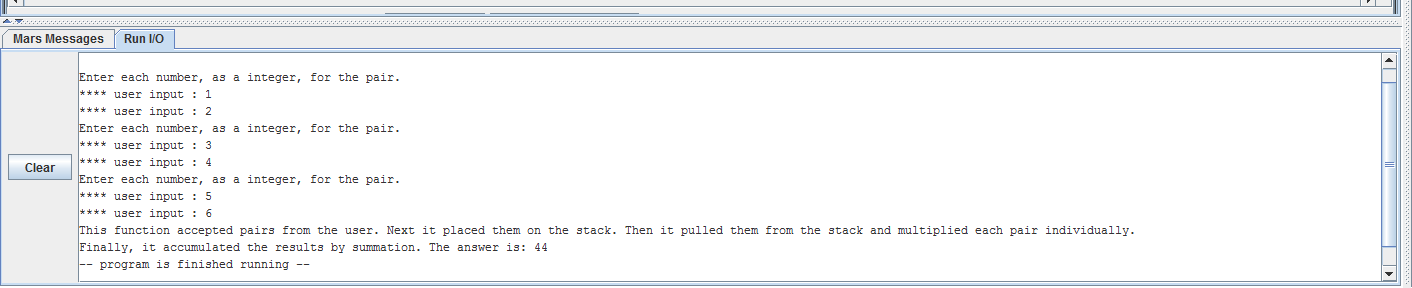 Mars Messages Run I/O
Enter each number, as a integer, for the pair.
**** user input : 1
**** user input : 2
Enter each number, as a integer, for the pair.
**** user input : 3
**** user input : 4
Clear
Enter each number, as a integer, for the pair.
**** user input : 5
**** user input : 6
This function accepted pairs from the user. Next it placed them on the stack. Then it pulled them from the stack and multiplied each pair individually.
Finally, it accumulated the results by summation. The answer is: 44
-- program is finished running --